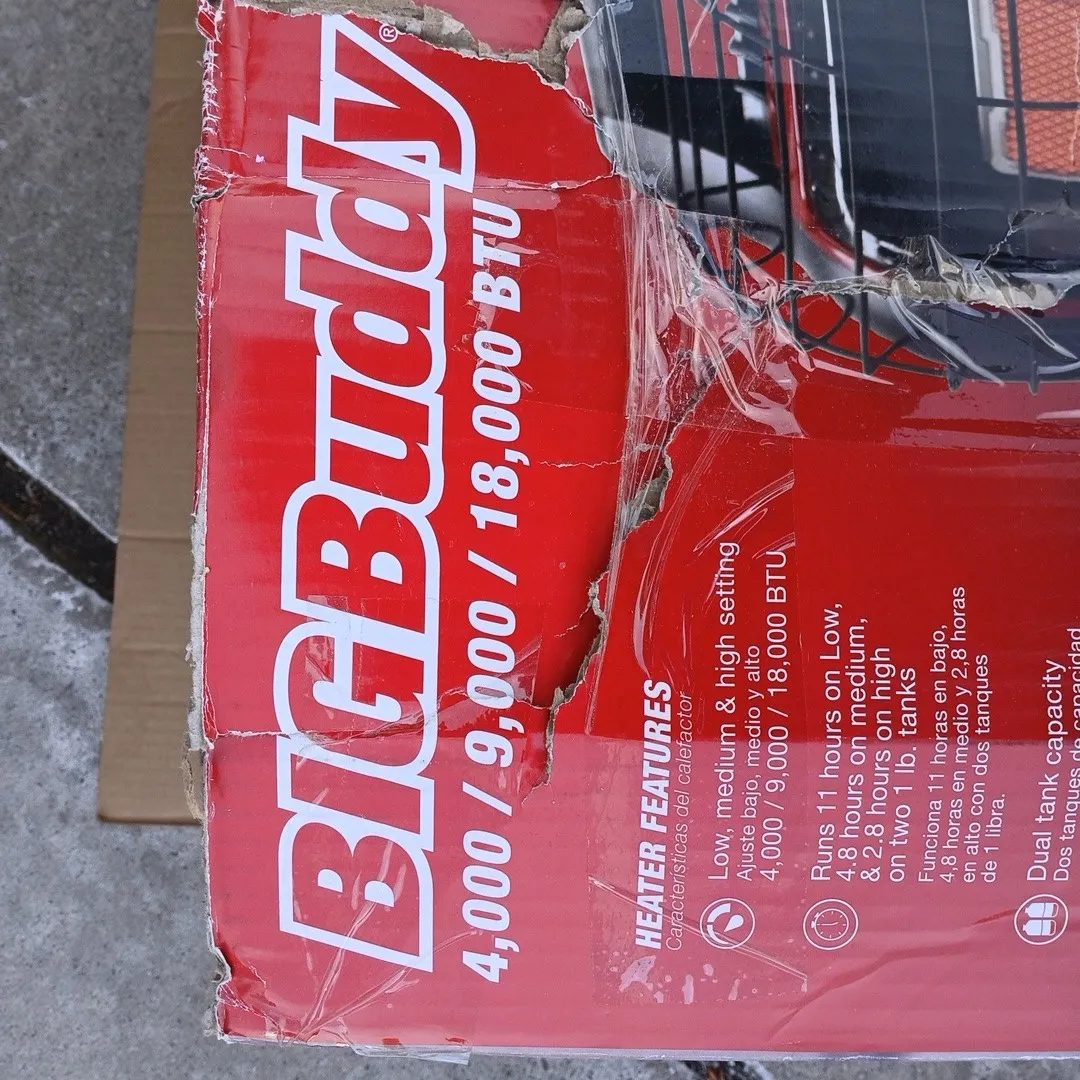 BIGBuddy®
4,000 / 9,000 / 18,000 BTU
HEATER FEATURES
Características del calefactor
Low, medium & high setting
Ajuste bajo, medio y alto
4,000 / 9,000 / 18,000 BTU
Runs 11 hours on Low,
4.8 hours on medium,
& 2.8 hours on high
on two 1 lb. tanks
Funciona 11 horas en bajo,
4,8 horas en medio y 2,8 horas
en alto con dos tanques
de 1 libra.
Dual tank capacity
Dos tanques de capacidad